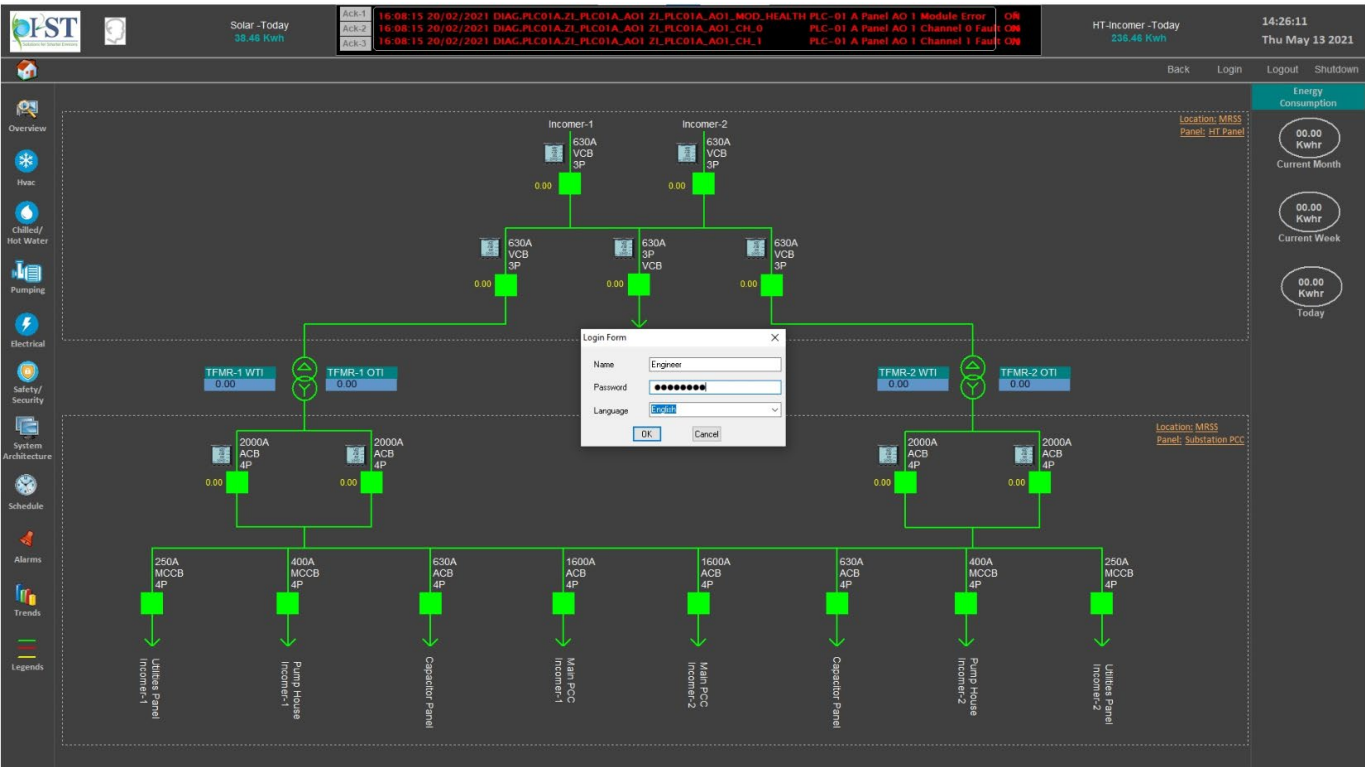 OPIST
Solutions for Smarter Economy
Solar -Today
38.46 Kwh
Ack-1 16:08:15 20/02/2021 DIAG.PLC01A.ZI_PLC01A_AO1 ZI_PLC01A_AO1_MOD_HEALTH PLC-01 A Panel AO 1 Module Error ON
Ack-2 16:08:15 20/02/2021 DIAG.PLC01A.ZI_PLC01A_AO1 ZI_PLC01A_AO1_CH_0 PLC-01 A Panel AO 1 Channel 0 Fault ON
Ack-3 16:08:15 20/02/2021 DIAG.PLC01A.ZI_PLC01A_AO1 ZI_PLC01A_AO1_CH_1 PLC-01 A Panel AO 1 Channel 1 Fault ON
HT-Incomer -Today
236.46 Kwh
14:26:11
Thu May 13 2021
Back Login Logout Shutdown
Overview
Hvac
Chilled/
Hot Water
Pumping
Electrical
Safety/
Security
System
Architecture
Schedule
Alarms
Trends
Legends
Energy
Consumption
00.00
Kwhr
Current Month
00.00
Kwhr
Current Week
00.00
Kwhr
Today
Location: MRSS
Panel: HT Panel
Incomer-1
630A
VCB
3P
0.00
Incomer-2
630A
VCB
3P
0.00
630A
VCB
3P
0.00
630A
3P
VCB
0.00
630A
VCB
3P
0.00
Login Form
Name Engineer
Password ●●●●●●●●
Language English
OK Cancel
TFMR-1 WTI
0.00
TFMR-1 OTI
0.00
TFMR-2 WTI
0.00
TFMR-2 OTI
0.00
Location: MRSS
Panel: Substation PCC
2000A
ACB
4P
0.00
2000A
ACB
4P
0.00
2000A
ACB
4P
0.00
2000A
ACB
4P
0.00
250A
MCCB
4P
Utilities Panel
Incomer-1
400A
MCCB
4P
Pump House
Incomer-1
630A
ACB
4P
Capacitor Panel
1600A
ACB
4P
Main PCC
Incomer-1
1600A
ACB
4P
Main PCC
Incomer-2
630A
ACB
4P
Capacitor Panel
400A
MCCB
4P
Pump House
Incomer-2
250A
MCCB
4P
Utilities Panel
Incomer-2